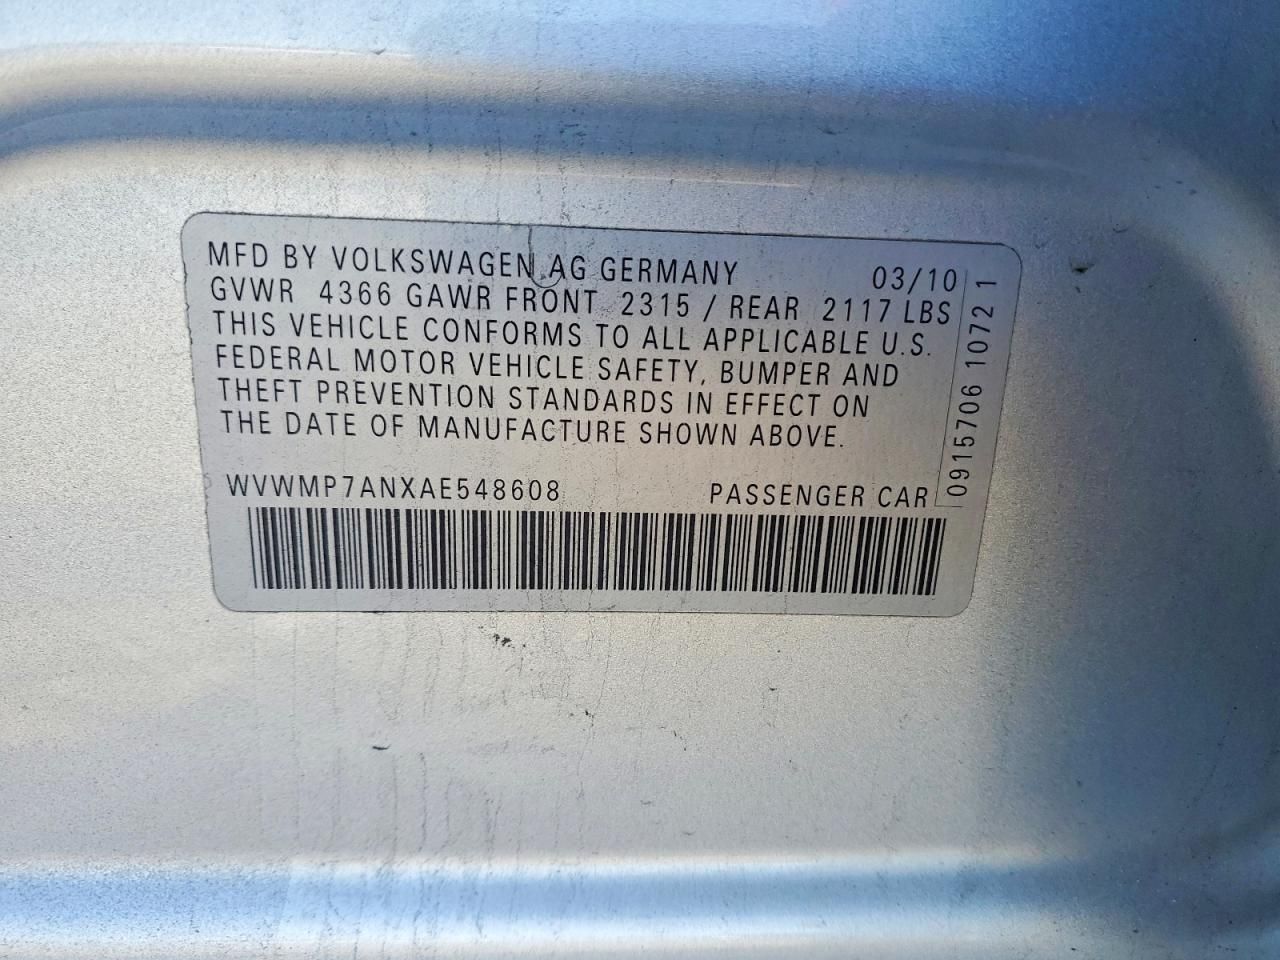 MFD BY VOLKSWAGEN AG GERMANY 03/10
GVWR 4366 GAWR FRONT 2315 / REAR 2117 LBS
THIS VEHICLE CONFORMS TO ALL APPLICABLE U.S.
FEDERAL MOTOR VEHICLE SAFETY, BUMPER AND
THEFT PREVENTION STANDARDS IN EFFECT ON
THE DATE OF MANUFACTURE SHOWN ABOVE.
WVWMP7ANXAE548608 PASSENGER CAR
0915706 10721